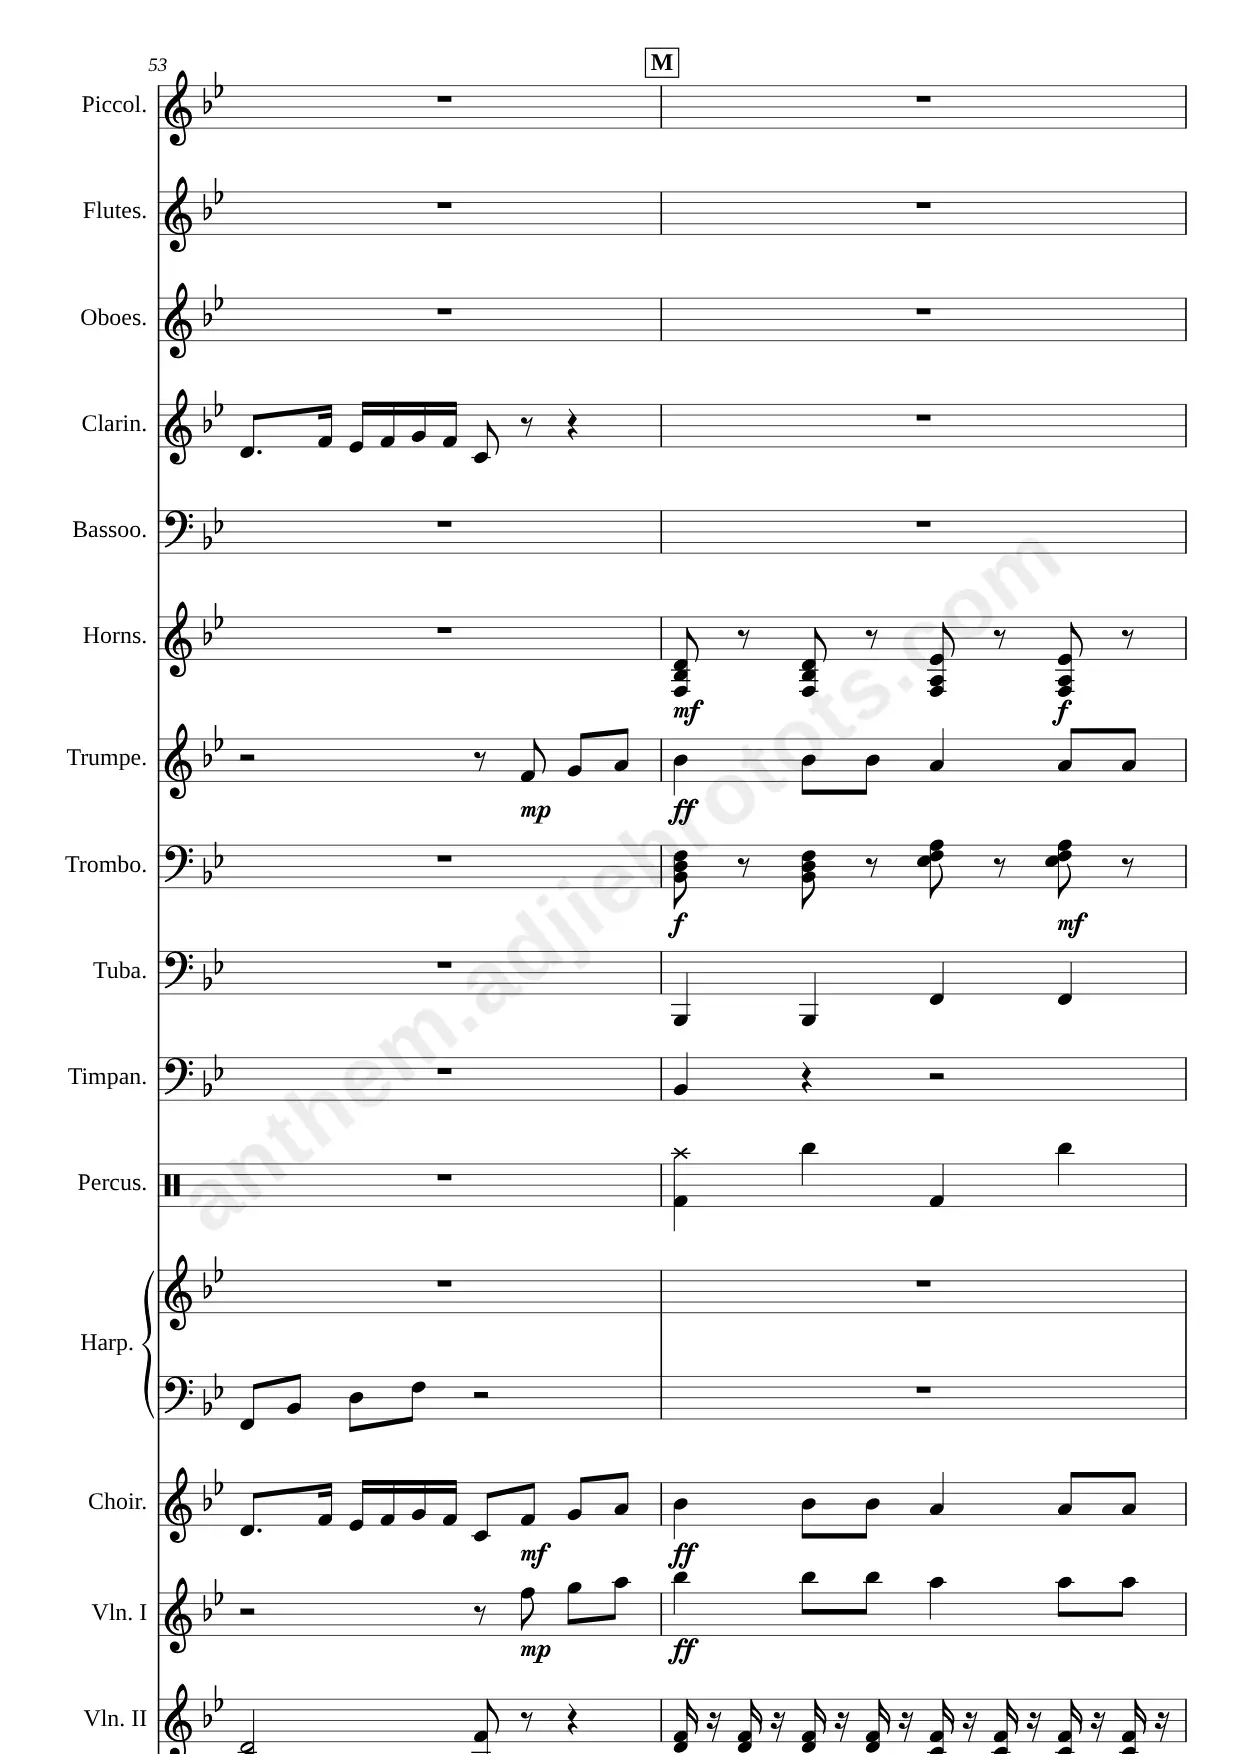 53
M
Piccol.
Flutes.
Oboes.
Clarin.
Bassoo.
Horns.
mf
f
Trumpe.
mp
ff
Trombo.
f
mf
Tuba.
Timpan.
Percus.
Harp.
Choir.
mf
ff
Vln. I
mp
ff
Vln. II
anthem.adjiebrotots.com